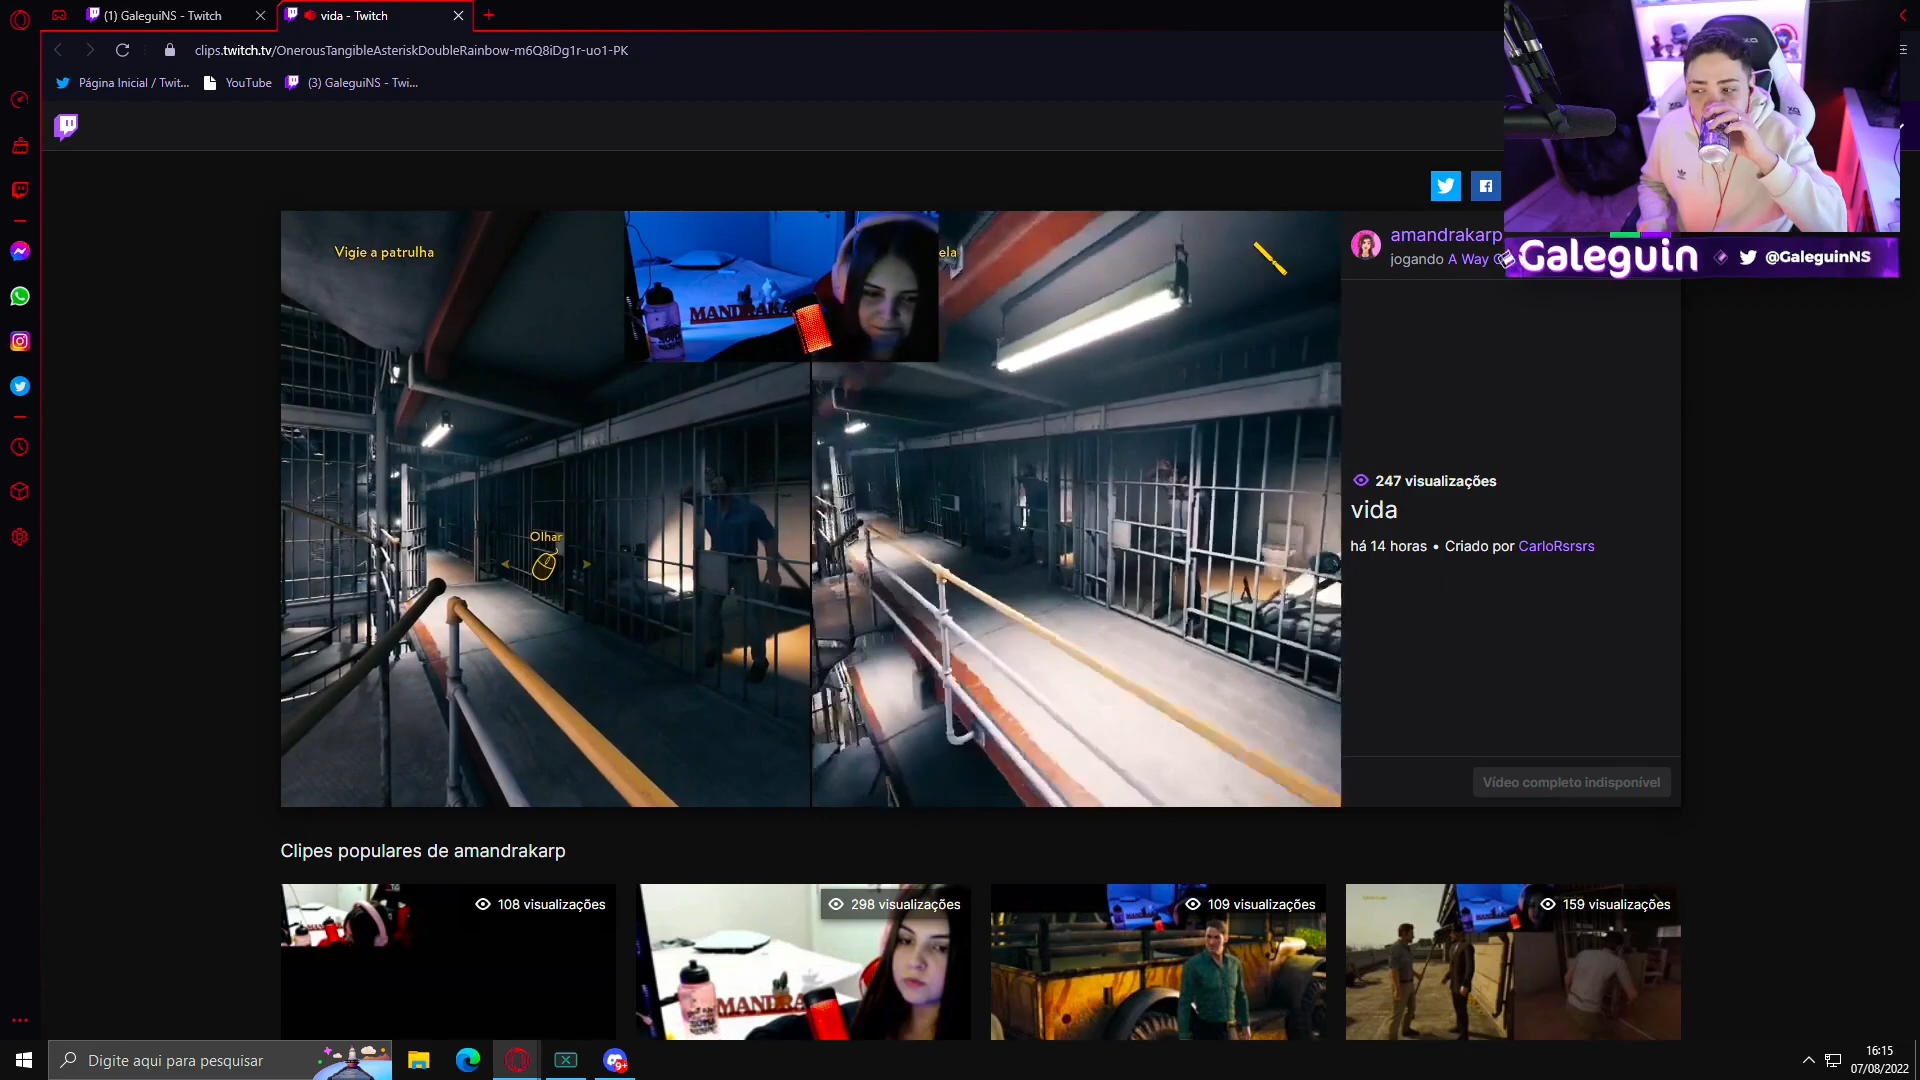 (1) GaleguiNS - Twitch
vida - Twitch
clips.twitch.tv/OnerousTangibleAsteriskDoubleRainbow-m6Q8iDg1r-uo1-PK
Página Inicial / Twit...
YouTube
(3) GaleguiNS - Twi...
Galeguin
@GaleguinNS
Vigie a patrulha
ela
MANDRAKA
Olhar
amandrakarp
jogando A Way O
247 visualizações
vida
há 14 horas • Criado por CarloRsrsrs
Vídeo completo indisponível
Clipes populares de amandrakarp
108 visualizações
298 visualizações
109 visualizações
159 visualizações
MANDRA
Digite aqui para pesquisar
9+
16:15
07/08/2022